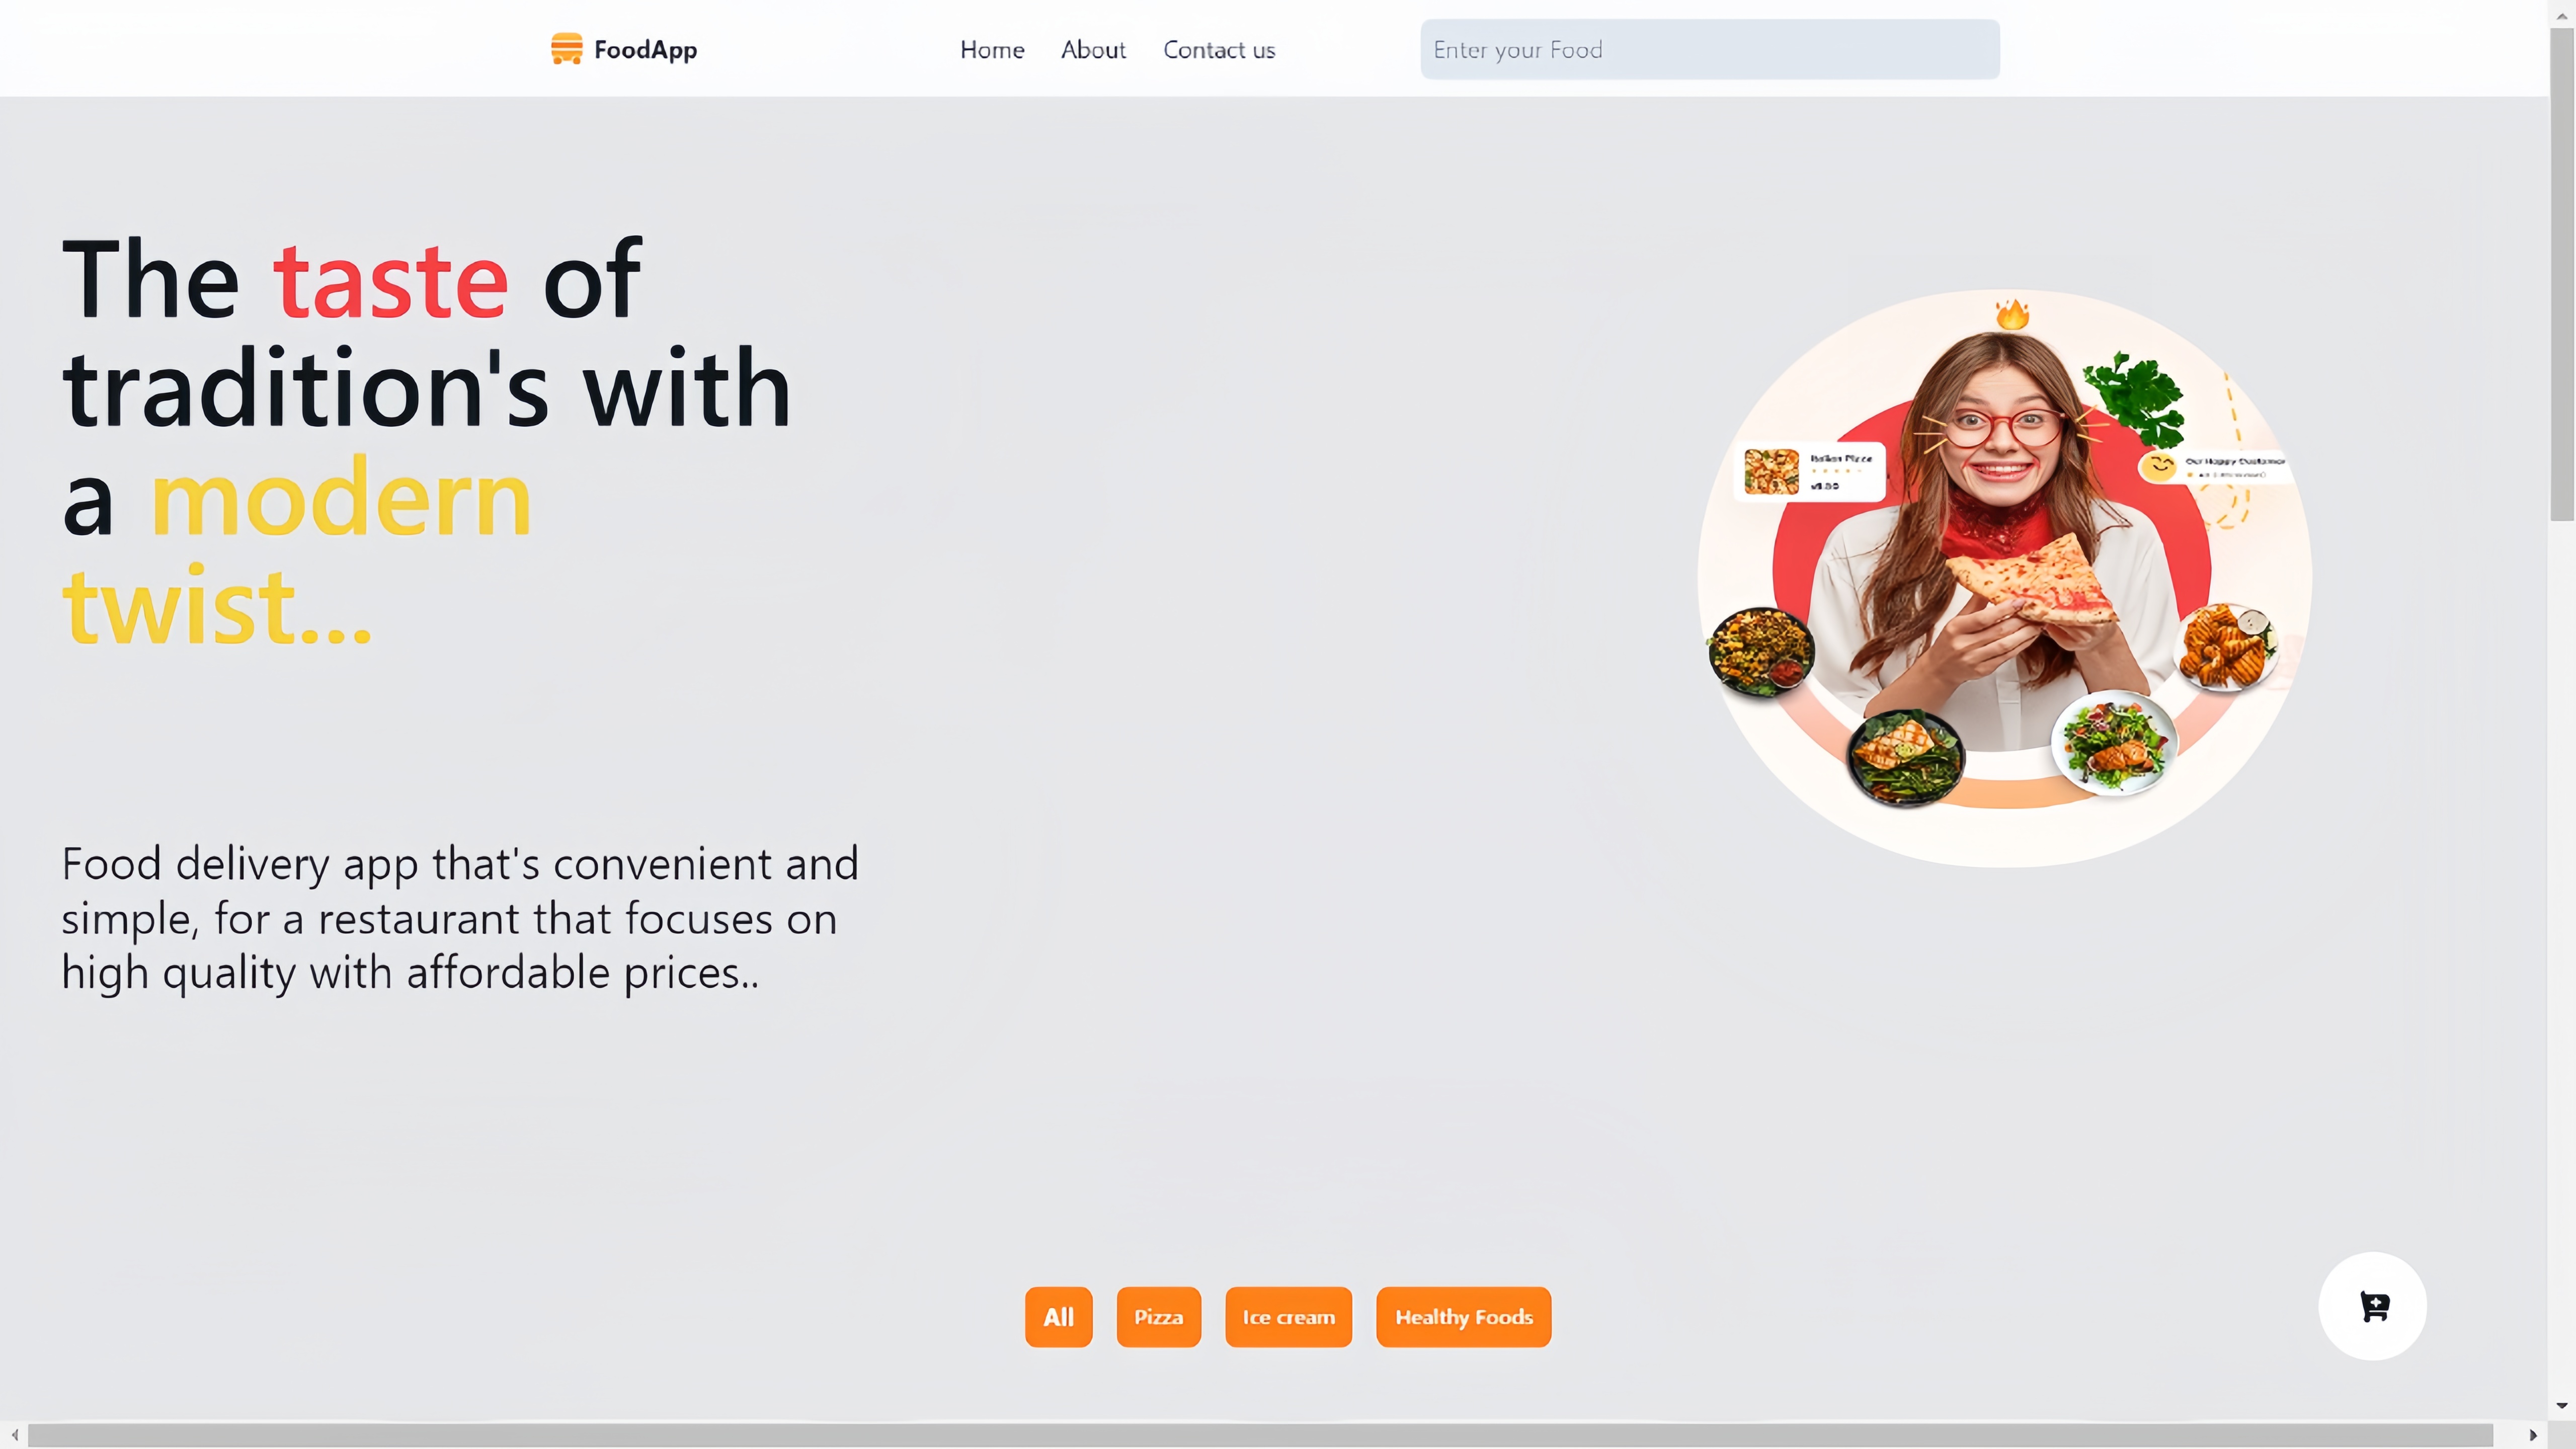 FoodApp
Home
About
Contact us
Enter your Food
The taste of
tradition's with
a modern
twist...
Italian Pizza
Our Happy Customer
Food delivery app that's convenient and
simple, for a restaurant that focuses on
high quality with affordable prices..
All
Pizza
Ice cream
Healthy Foods